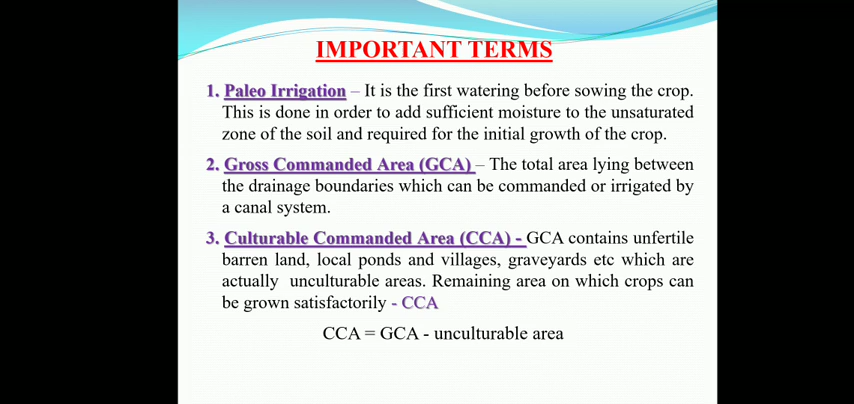 IMPORTANT TERMS
1. Paleo Irrigation – It is the first watering before sowing the crop.
This is done in order to add sufficient moisture to the unsaturated
zone of the soil and required for the initial growth of the crop.
2. Gross Commanded Area (GCA) – The total area lying between
the drainage boundaries which can be commanded or irrigated by
a canal system.
3. Culturable Commanded Area (CCA) - GCA contains unfertile
barren land, local ponds and villages, graveyards etc which are
actually unculturable areas. Remaining area on which crops can
be grown satisfactorily - CCA
CCA = GCA - unculturable area